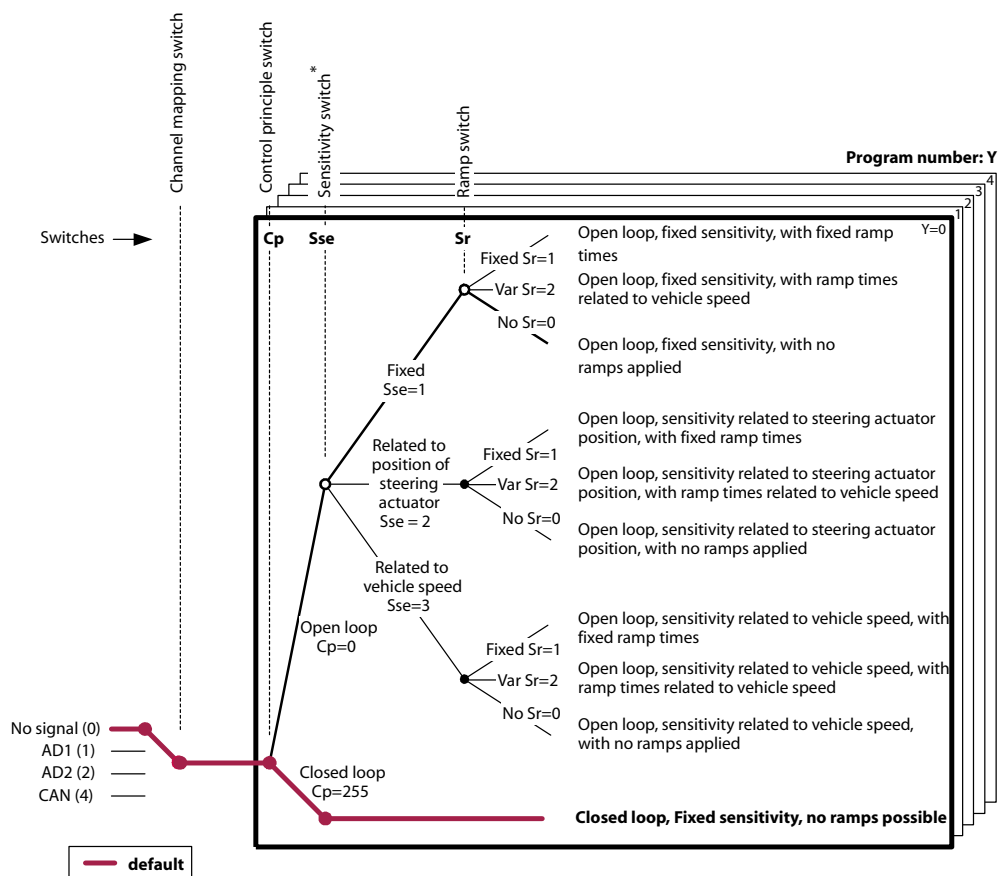 Channel mapping switch
Control principle switch
Sensitivity switch *
Ramp switch
Program number: Y
4
3
2
1
Y=0
Switches
Cp
Sse
Sr
Fixed Sr=1
Open loop, fixed sensitivity, with fixed ramp
times
Var Sr=2
Open loop, fixed sensitivity, with ramp times
related to vehicle speed
No Sr=0
Open loop, fixed sensitivity, with no
ramps applied
Fixed
Sse=1
Related to
position of
steering
actuator
Sse = 2
Fixed Sr=1
Open loop, sensitivity related to steering actuator
position, with fixed ramp times
Var Sr=2
Open loop, sensitivity related to steering actuator
position, with ramp times related to vehicle speed
No Sr=0
Open loop, sensitivity related to steering actuator
position, with no ramps applied
Related to
vehicle speed
Sse=3
Open loop
Cp=0
Fixed Sr=1
Open loop, sensitivity related to vehicle speed, with
fixed ramp times
Var Sr=2
Open loop, sensitivity related to vehicle speed, with
ramp times related to vehicle speed
No Sr=0
Open loop, sensitivity related to vehicle speed,
with no ramps applied
No signal (0)
AD1 (1)
AD2 (2)
CAN (4)
Closed loop
Cp=255
Closed loop, Fixed sensitivity, no ramps possible
default